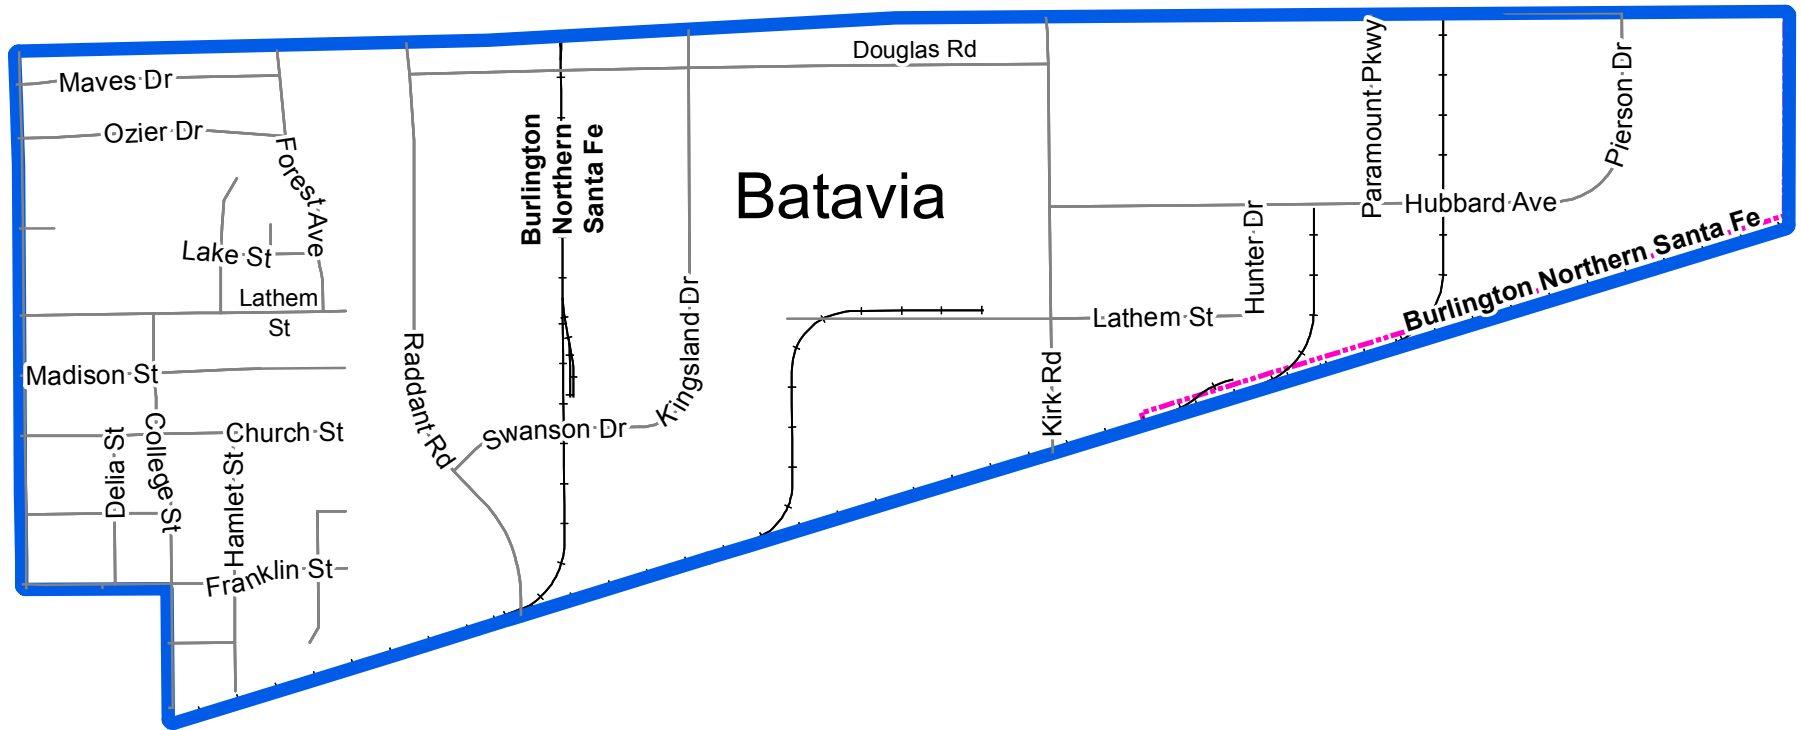 Maves Dr
Ozier Dr
Forest Ave
Lake St
Lathem
St
Madison St
College St
Church St
Delia St
Hamlet St
Franklin St
Raddant Rd
Burlington
Northern
Santa Fe
Swanson Dr
Kingsland Dr
Douglas Rd
Batavia
Kirk Rd
Lathem St
Hunter Dr
Paramount Pkwy
Hubbard Ave
Pierson Dr
Burlington Northern Santa Fe